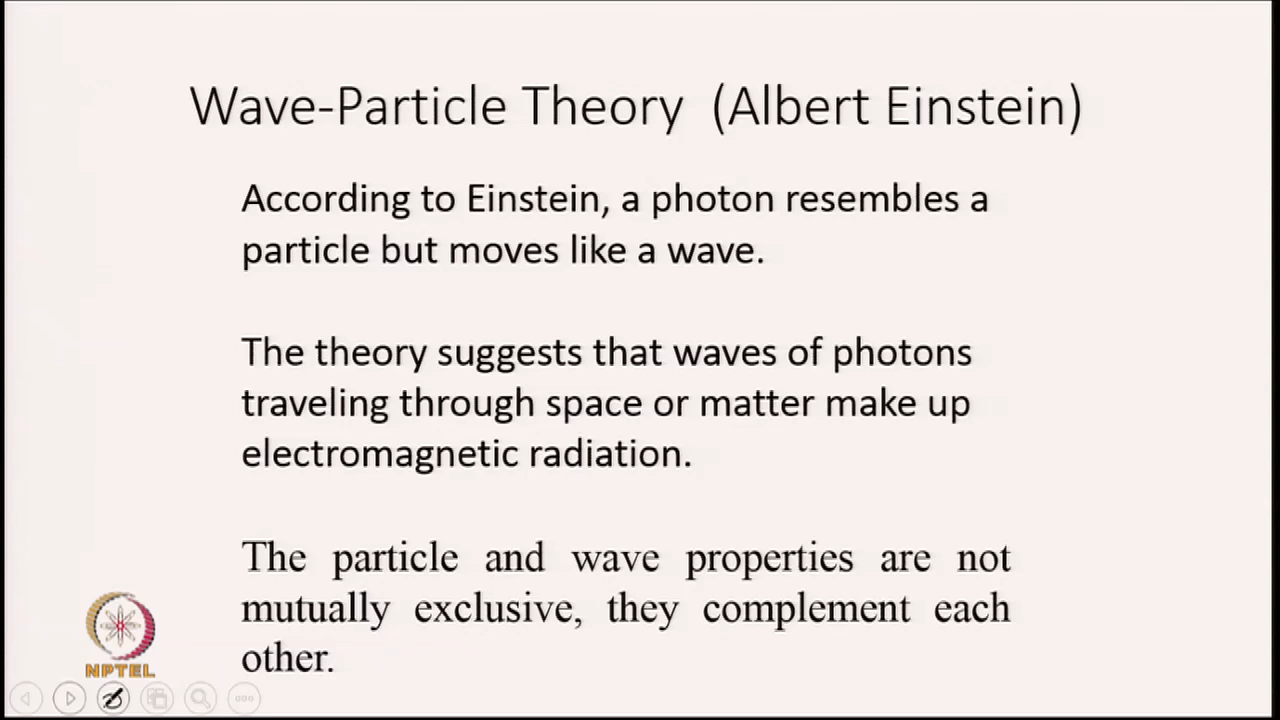 Wave-Particle Theory (Albert Einstein)
According to Einstein, a photon resembles a
particle but moves like a wave.
The theory suggests that waves of photons
traveling through space or matter make up
electromagnetic radiation.
The particle and wave properties are not
mutually exclusive, they complement each
other.
NPTEL